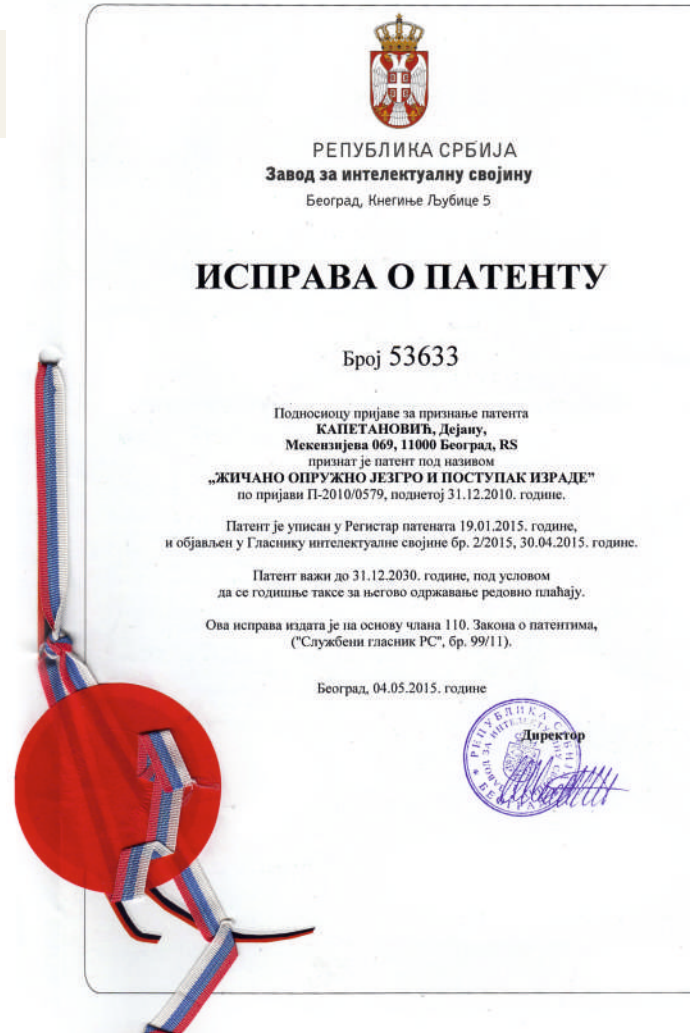 РЕПУБЛИКА СРБИЈА
Завод за интелектуалну својину
Београд, Кнегиње Љубице 5
ИСПРАВА О ПАТЕНТУ
Број 53633
Подносиоцу пријаве за признање патента
КАПЕТАНОВИЋ, Дејану,
Мекензијева 069, 11000 Београд, RS
признат је патент под називом
„ЖИЧАНО ОПРУЖНО ЈЕЗГРО И ПОСТУПАК ИЗРАДЕ”
по пријави П-2010/0579, поднетој 31.12.2010. године.
Патент је уписан у Регистар патената 19.01.2015. године,
и објављен у Гласнику интелектуалне својине бр. 2/2015, 30.04.2015. године.
Патент важи до 31.12.2030. године, под условом
да се годишње таксе за његово одржавање редовно плаћају.
Ова исправа издата је на основу члана 110. Закона о патентима,
("Службени гласник РС", бр. 99/11).
Београд, 04.05.2015. године
Директор